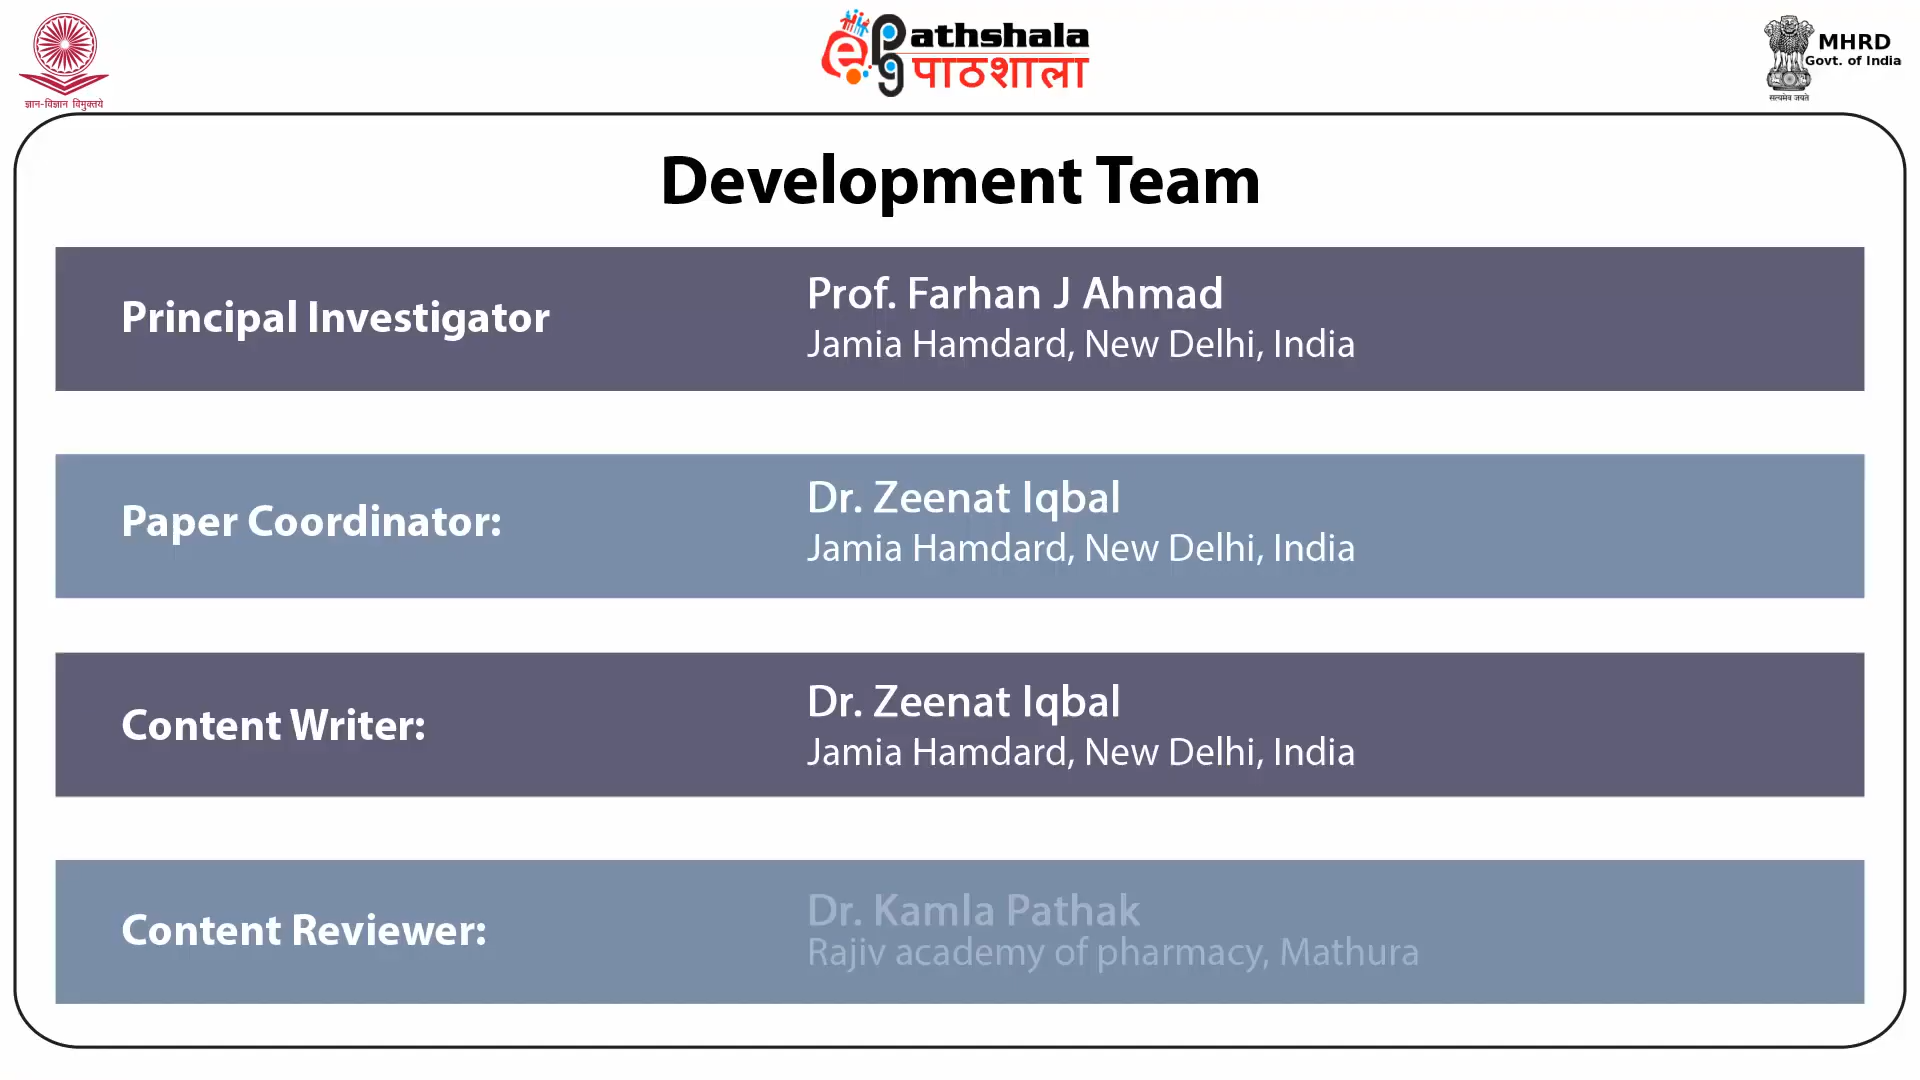 ज्ञान-विज्ञान विमुक्तये
ePathshala
पाठशाला
MHRD
Govt. of India
सत्यमेव जयते
Development Team
Principal Investigator
Prof. Farhan J Ahmad
Jamia Hamdard, New Delhi, India
Paper Coordinator:
Dr. Zeenat Iqbal
Jamia Hamdard, New Delhi, India
Content Writer:
Dr. Zeenat Iqbal
Jamia Hamdard, New Delhi, India
Content Reviewer:
Dr. Kamla Pathak
Rajiv academy of pharmacy, Mathura